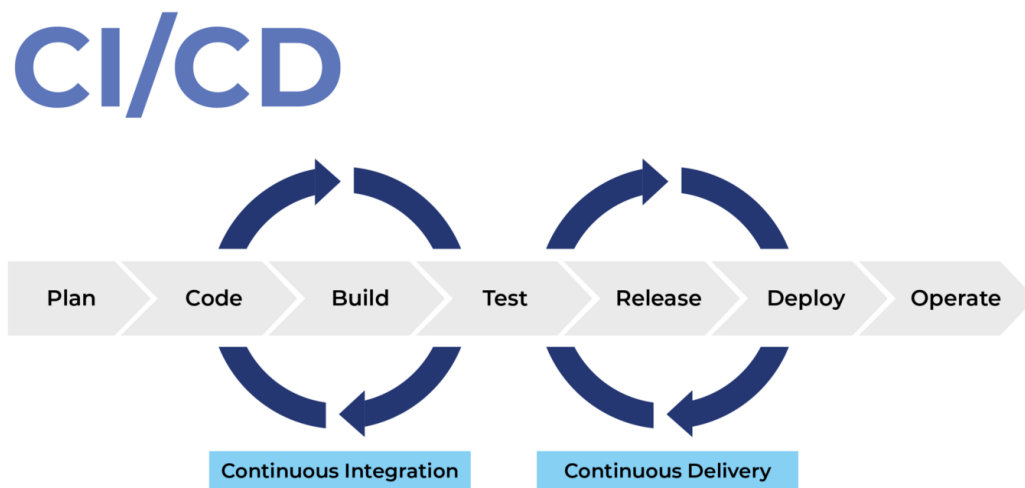 CI/CD
Plan Code Build Test Release Deploy Operate
Continuous Integration Continuous Delivery